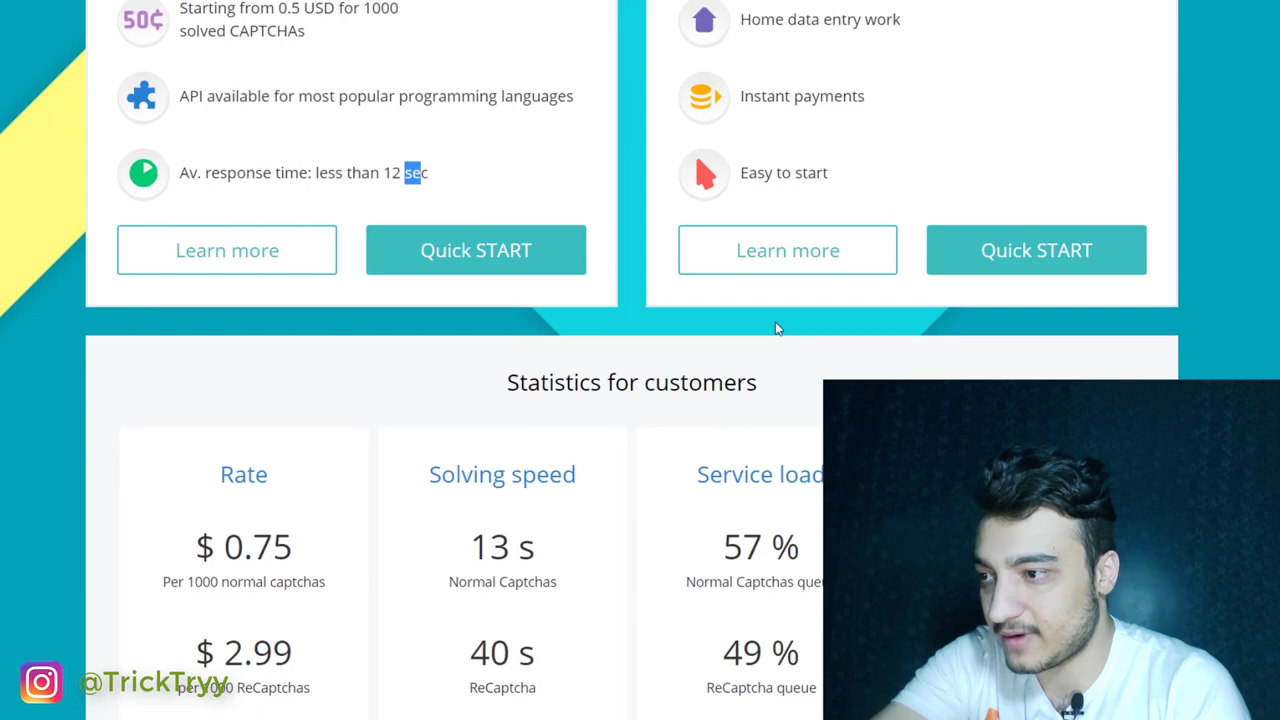 50¢
Starting from 0.5 USD for 1000
solved CAPTCHAs
API available for most popular programming languages
Av. response time: less than 12 sec
Learn more
Quick START
Home data entry work
Instant payments
Easy to start
Learn more
Quick START
Statistics for customers
Rate
$ 0.75
Per 1000 normal captchas
$ 2.99
per 1000 ReCaptchas
Solving speed
13 s
Normal Captchas
40 s
ReCaptcha
Service load
57 %
Normal Captchas que
49 %
ReCaptcha queue
@TrickTryy